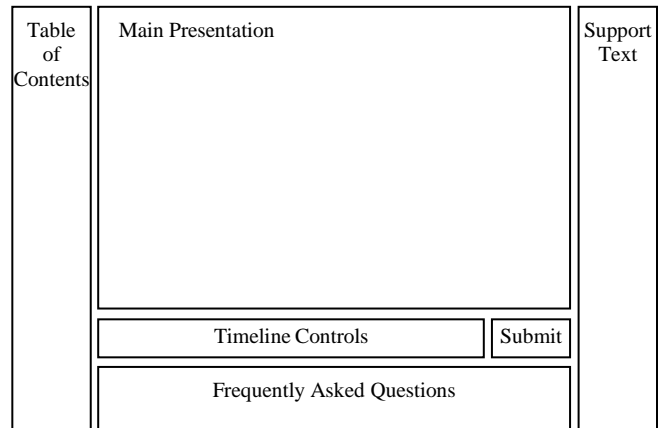 Table
of
Contents
Main Presentation
Support
Text
Timeline Controls
Submit
Frequently Asked Questions